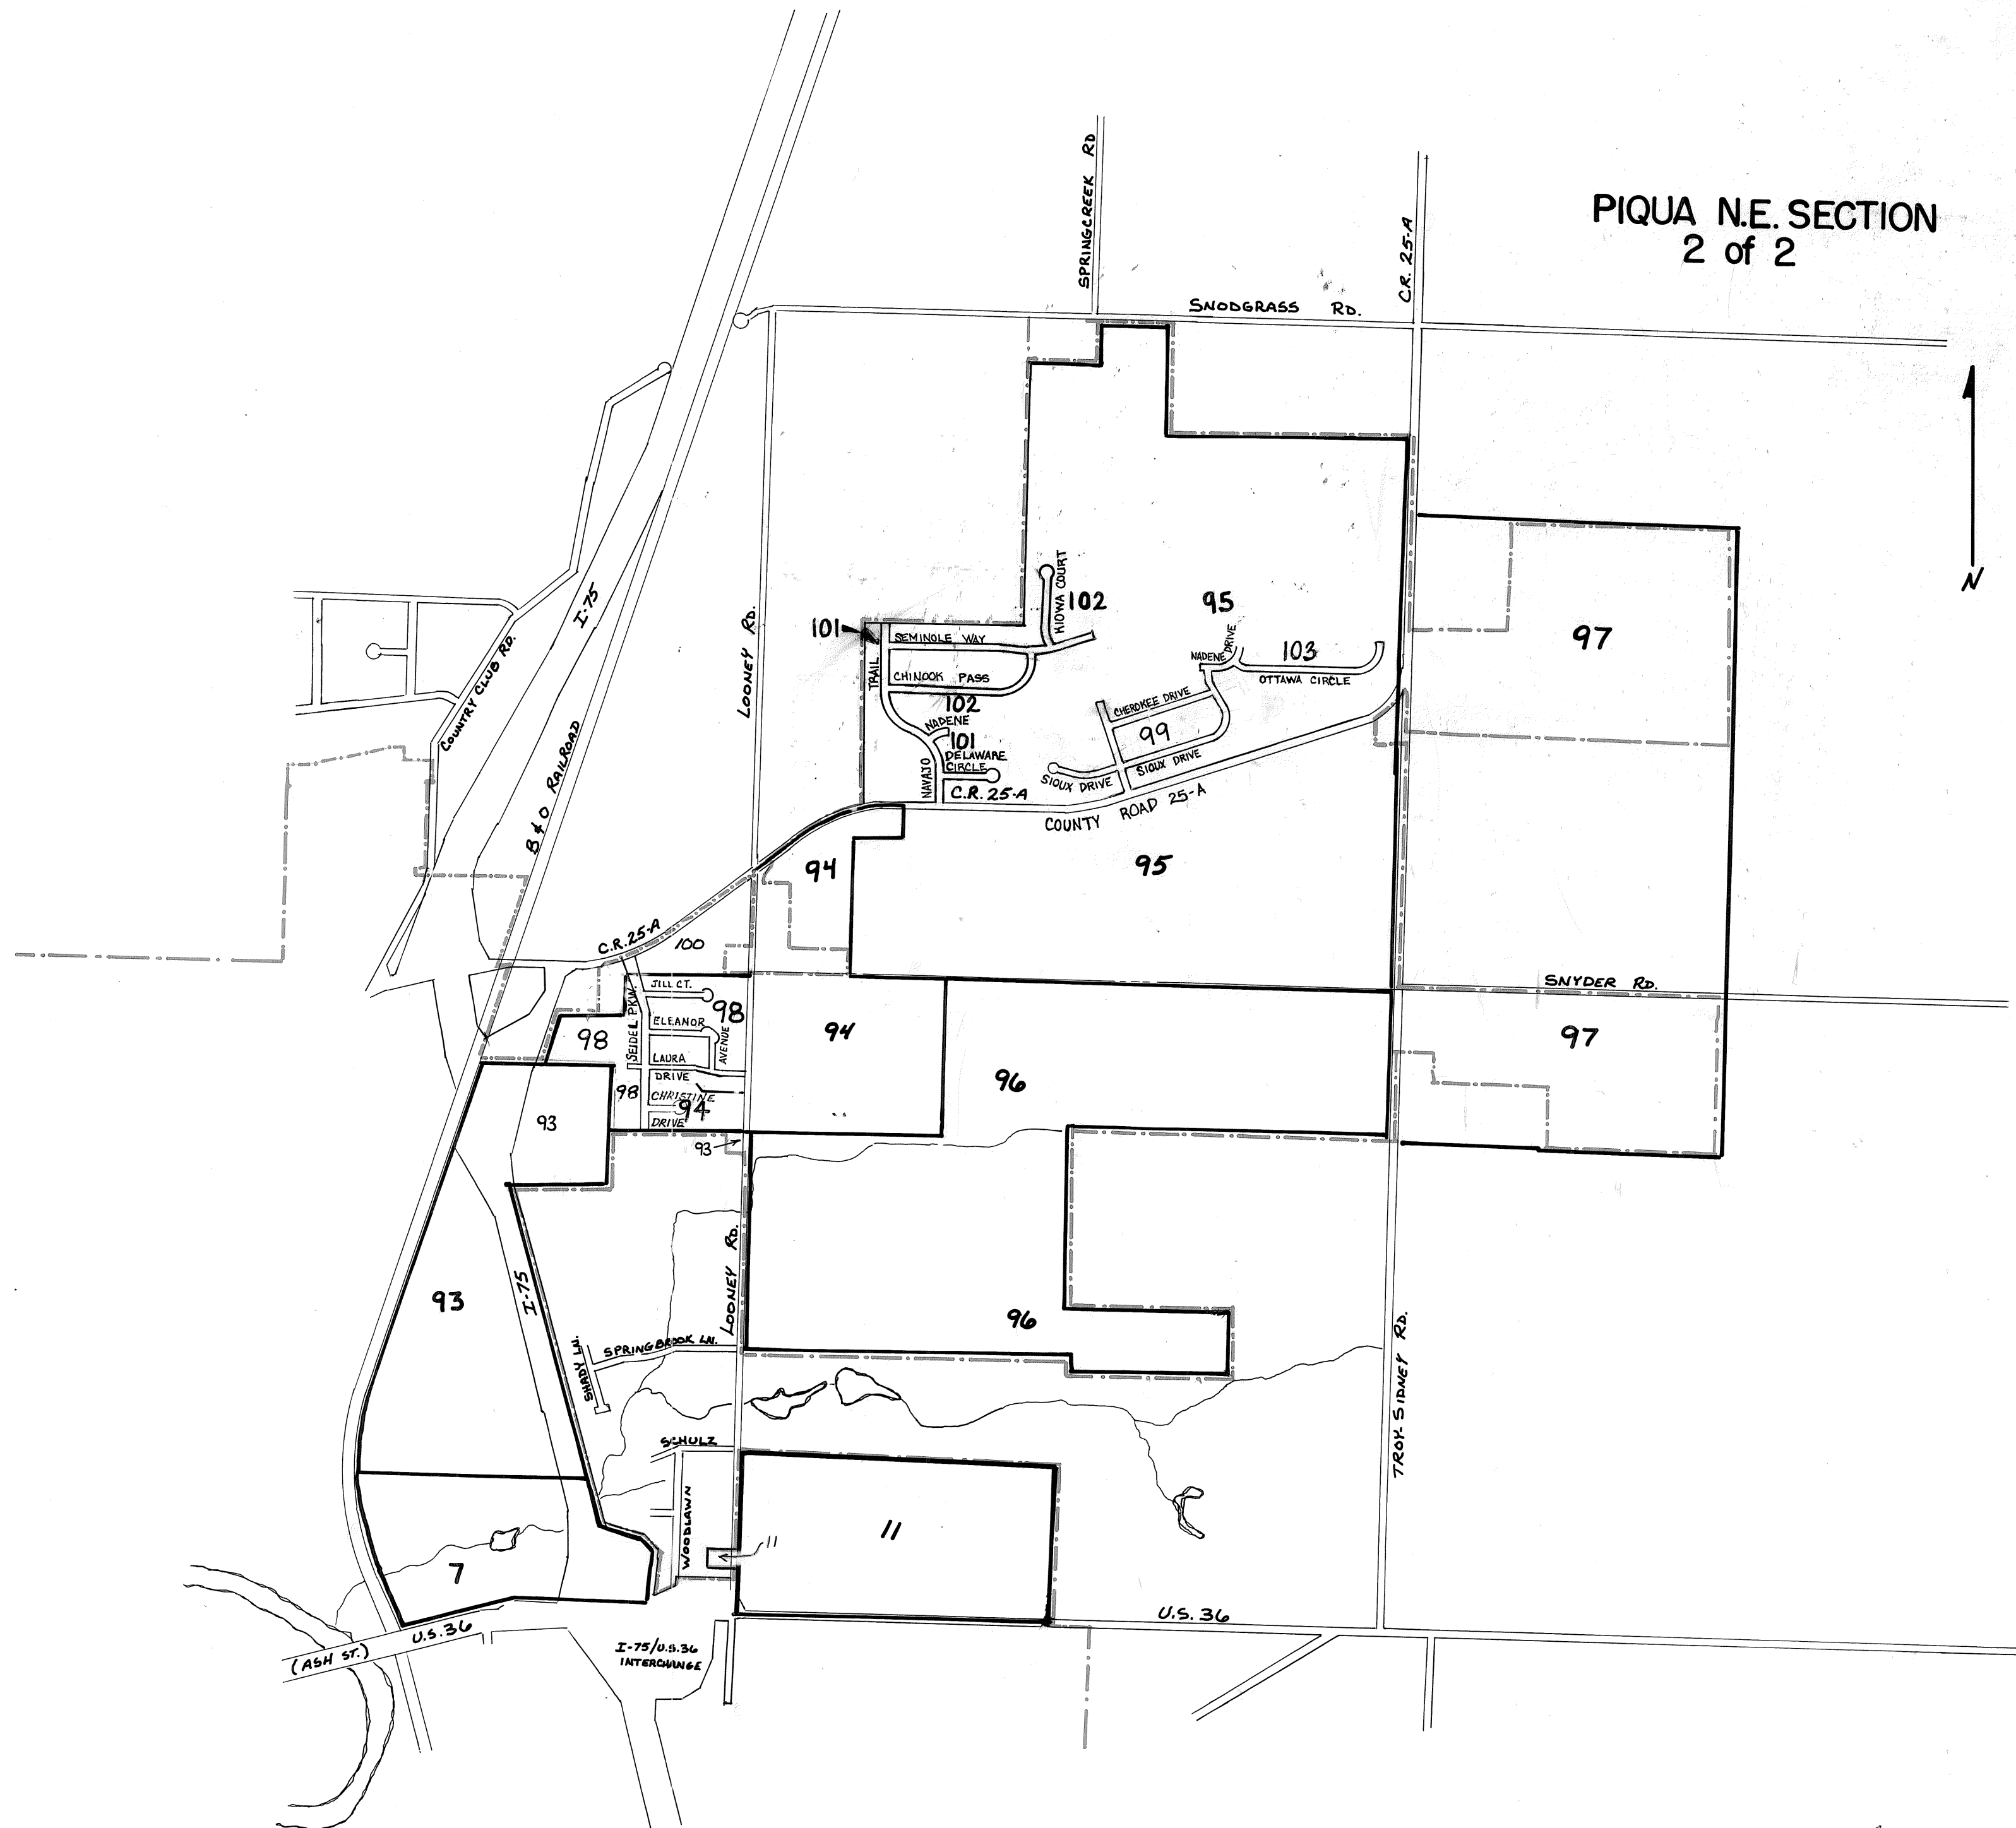 SPRINGCREEK RD
C.R. 25-A
PIQUA N.E. SECTION
2 of 2
SNODGRASS RD.
N
I-75
COUNTRY CLUB RD.
B & O RAILROAD
LOONEY RD.
KIOWA COURT
102
95
101
SEMINOLE WAY
TRAIL
CHINOOK PASS
102
NADENE
DRIVE
103
OTTAWA CIRCLE
97
CHEROKEE DRIVE
99
NADENE
101
DELAWARE
CIRCLE
NAVAJO
C.R. 25-A
SIOUX DRIVE
SIOUX DRIVE
COUNTY ROAD 25-A
94
95
C.R. 25-A
100
JILL CT.
SEIDEL PKW.
98
98
ELEANOR
AVENUE
LAURA
DRIVE
98
CHRISTINE
94
DRIVE
93
93
94
96
SNYDER RD.
97
LOONEY RD.
93
I-75
96
SHADY LN.
SPRINGBROOK LN.
TROY-SIDNEY RD.
SCHULZ
WOODLAWN
11
11
7
U.S. 36
(ASH ST.)
I-75/U.S.36
INTERCHANGE
U.S. 36